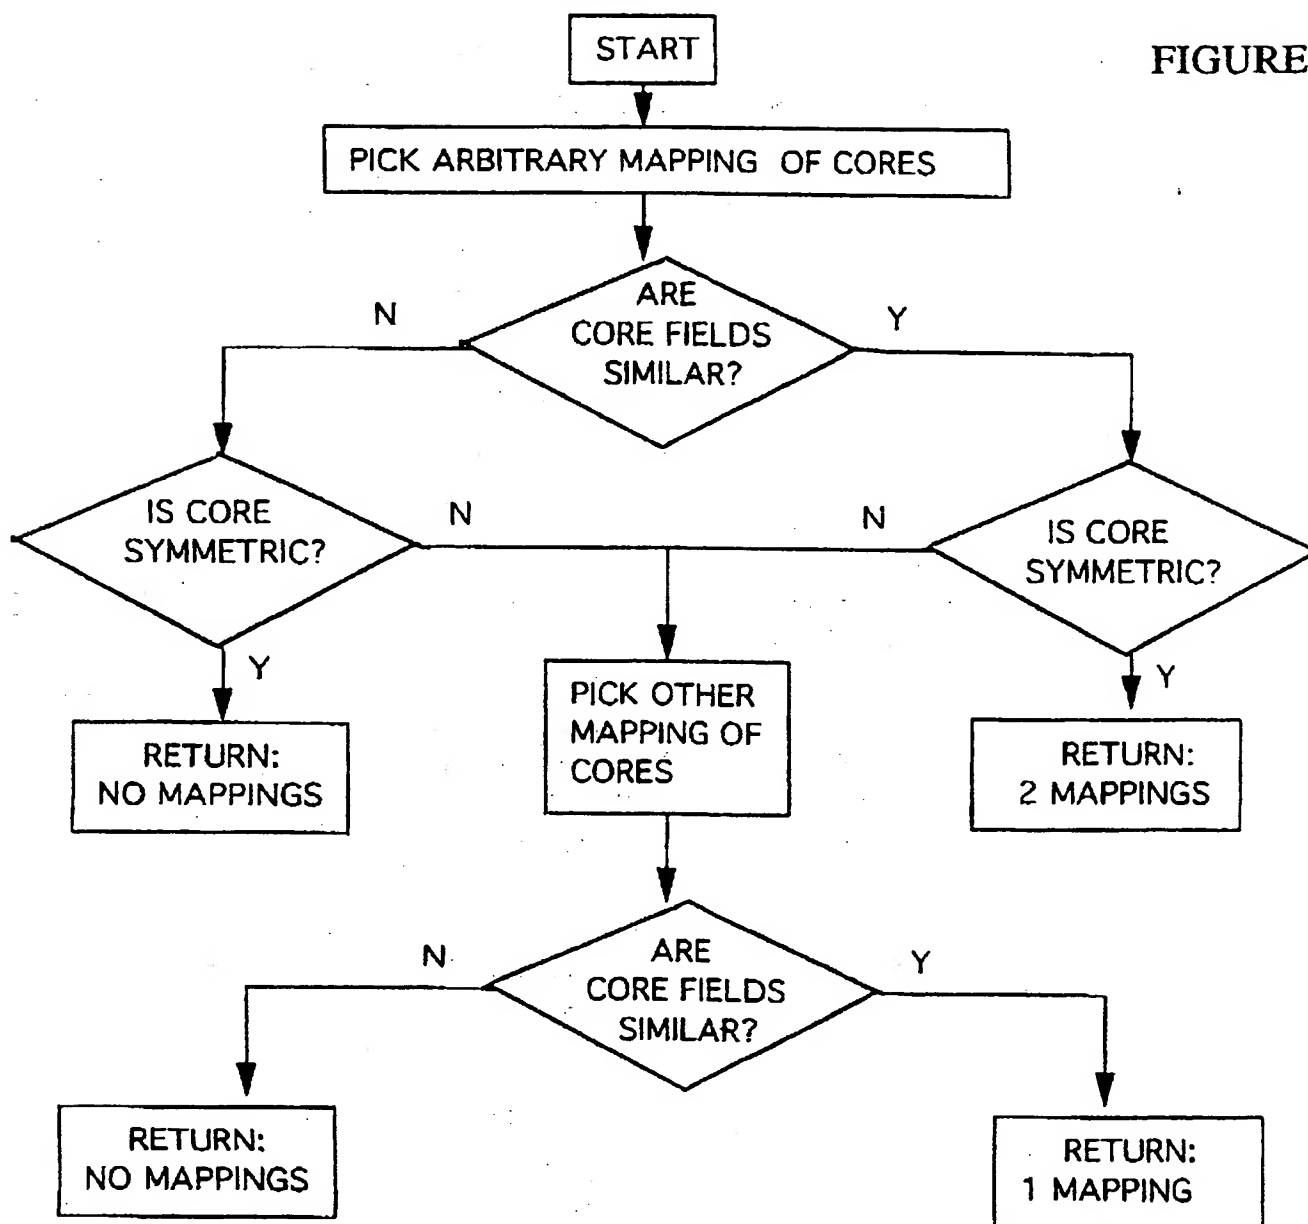 START
FIGURE
PICK ARBITRARY MAPPING OF CORES
ARE
CORE FIELDS
SIMILAR?
N
Y
IS CORE
SYMMETRIC?
N
N
IS CORE
SYMMETRIC?
Y
Y
RETURN:
NO MAPPINGS
PICK OTHER
MAPPING OF
CORES
RETURN:
2 MAPPINGS
ARE
CORE FIELDS
SIMILAR?
N
Y
RETURN:
NO MAPPINGS
RETURN:
1 MAPPING